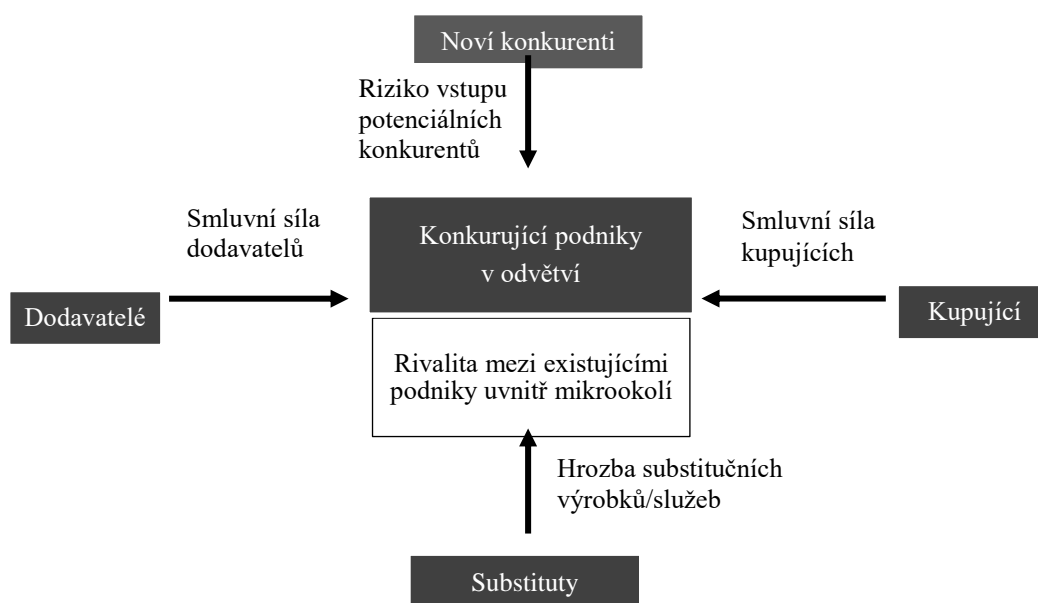 Noví konkurenti
Riziko vstupu
potenciálních
konkurentů
Smluvní síla
dodavatelů
Konkurující podniky
v odvětví
Smluvní síla
kupujících
Dodavatelé
Kupující
Rivalita mezi existujícími
podniky uvnitř mikrookolí
Hrozba substitučních
výrobků/služeb
Substituty